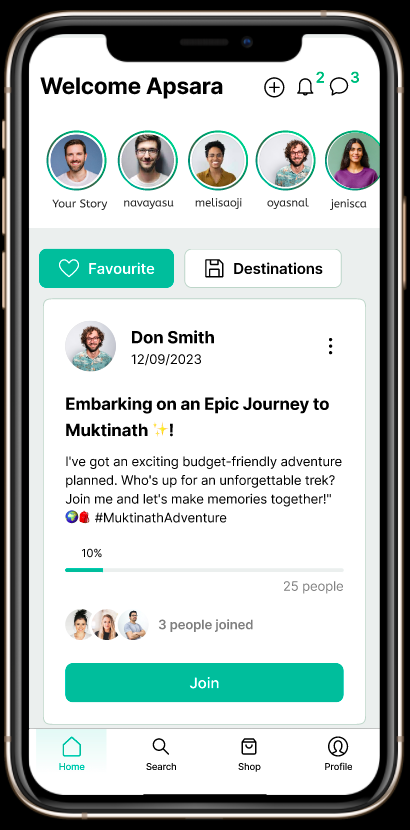 Welcome Apsara
2
3
Your Story
navayasu
melisaoji
oyasnal
jenisca
Favourite
Destinations
Don Smith
12/09/2023
Embarking on an Epic Journey to
Muktinath ✨!
I've got an exciting budget-friendly adventure
planned. Who's up for an unforgettable trek?
Join me and let's make memories together!"
🌍🎒 #MuktinathAdventure
10%
25 people
3 people joined
Join
Home
Search
Shop
Profile